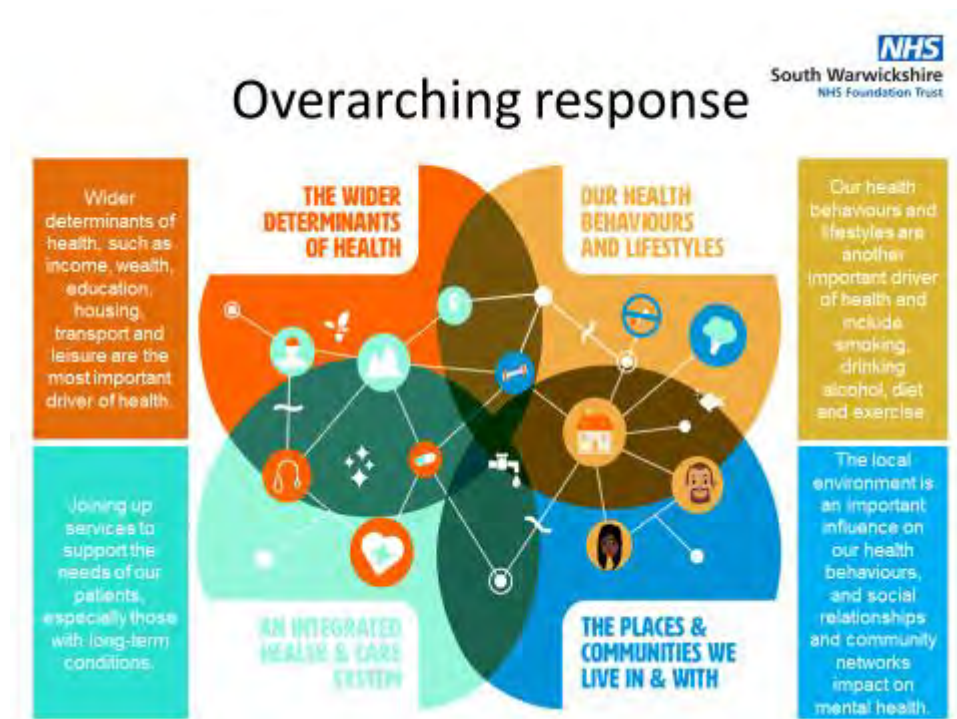 NHS
South Warwickshire
NHS Foundation Trust
Overarching response
Wider
determinants of
health, such as
income, wealth,
education,
housing,
transport and
leisure are the
most important
driver of health.
THE WIDER
DETERMINANTS
OF HEALTH
OUR HEALTH
BEHAVIOURS
AND LIFESTYLES
Our health
behaviours and
lifestyles are
another
important driver
of health and
include
smoking,
drinking
alcohol, diet
and exercise
Joining up
services to
support the
needs of our
patients,
especially those
with long-term
conditions.
AN INTEGRATED
HEALTH & CARE
SYSTEM
THE PLACES &
COMMUNITIES WE
LIVE IN & WITH
The local
environment is
an important
influence on
our health
behaviours,
and social
relationships
and community
networks
impact on
mental health.